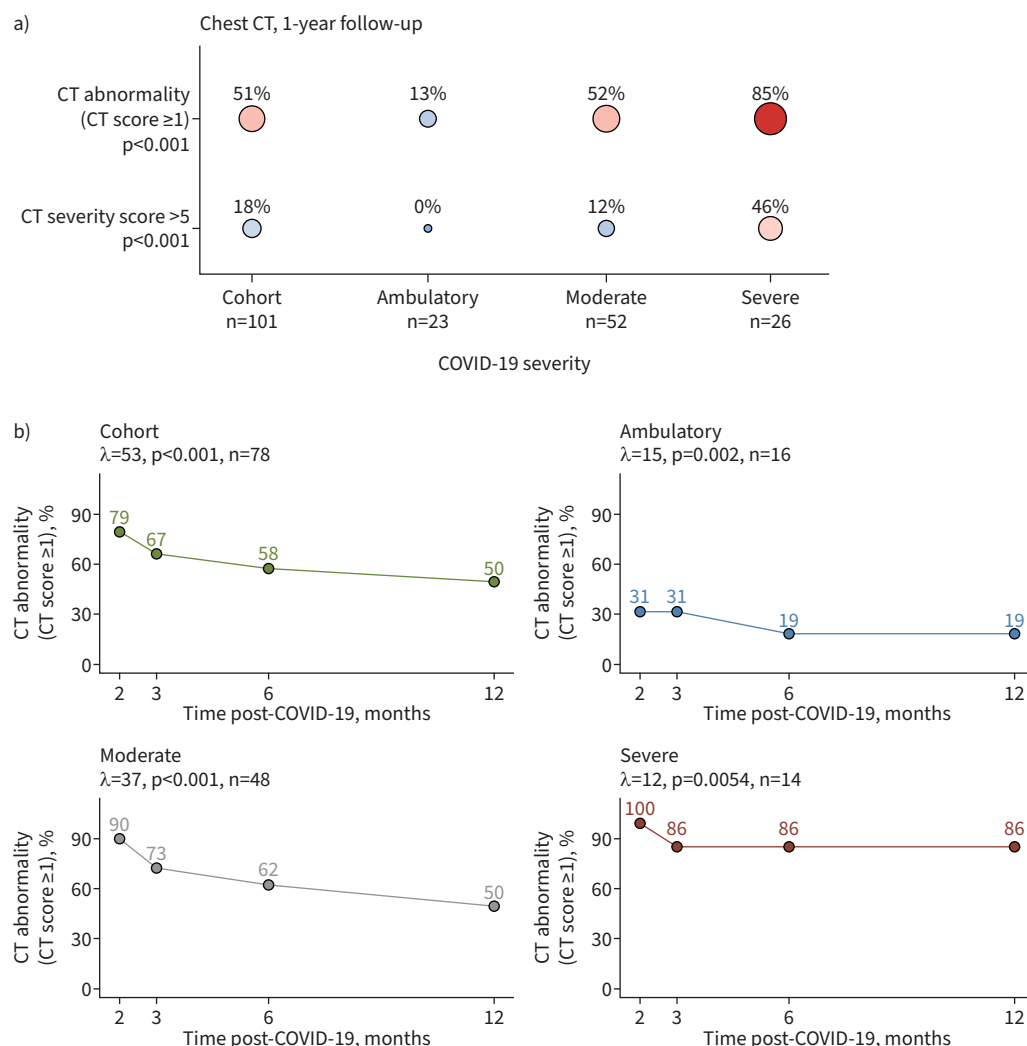 a)
Chest CT, 1-year follow-up
CT abnormality
(CT score ≥1)
p<0.001
51%
13%
52%
85%
CT severity score >5
p<0.001
18%
0%
12%
46%
Cohort
n=101
Ambulatory
n=23
Moderate
n=52
Severe
n=26
COVID-19 severity
b)
Cohort
λ=53, p<0.001, n=78
CT abnormality
(CT score ≥1), %
90
60
30
0
79
67
58
50
2
3
6
12
Time post-COVID-19, months
Ambulatory
λ=15, p=0.002, n=16
CT abnormality
(CT score ≥1), %
90
60
30
0
31
31
19
19
2
3
6
12
Time post-COVID-19, months
Moderate
λ=37, p<0.001, n=48
CT abnormality
(CT score ≥1), %
90
60
30
0
90
73
62
50
2
3
6
12
Time post-COVID-19, months
Severe
λ=12, p=0.0054, n=14
CT abnormality
(CT score ≥1), %
90
60
30
0
100
86
86
86
2
3
6
12
Time post-COVID-19, months